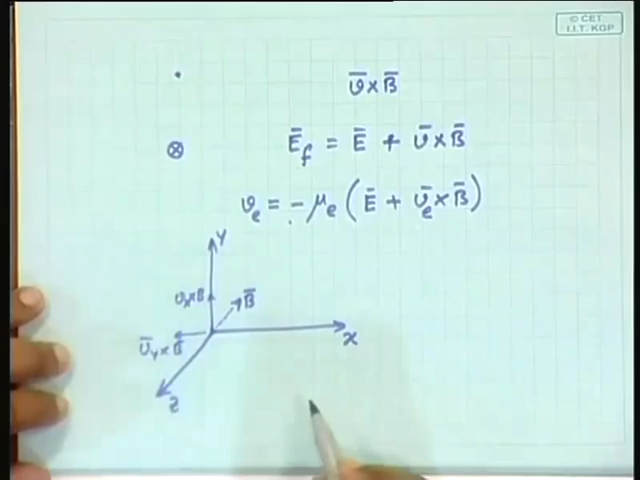 © CET
I.I.T. KGP
v̄ × B̄
Ē_f = Ē + v̄ × B̄
v_e = - μ_e ( Ē + v̄_e × B̄ )
Y
v_x × B
B̄
v̄_y × B̄
X
Z